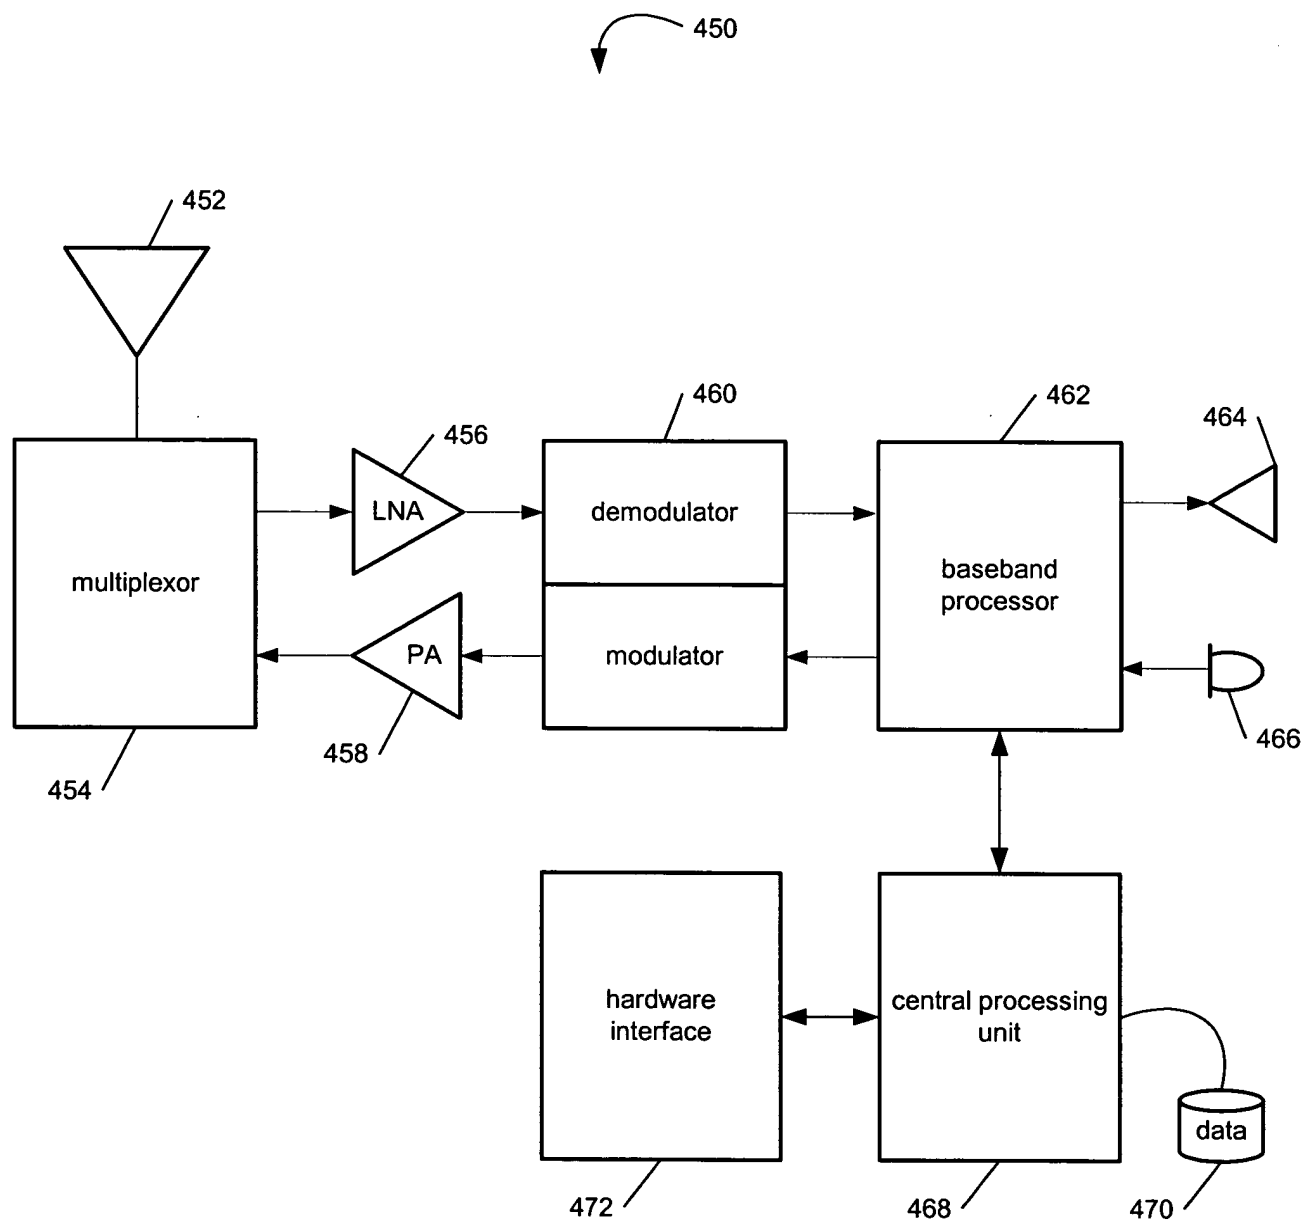 450
452
460
462
464
456
LNA
demodulator
multiplexor
baseband
processor
PA
modulator
458
466
454
hardware
interface
central processing
unit
data
472
468
470